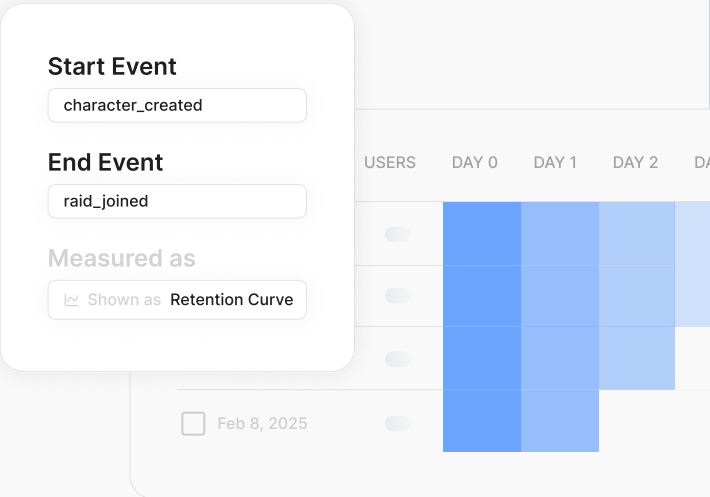 Start Event
character_created
End Event
raid_joined
Measured as
Shown as Retention Curve
USERS DAY 0 DAY 1 DAY 2
Feb 8, 2025